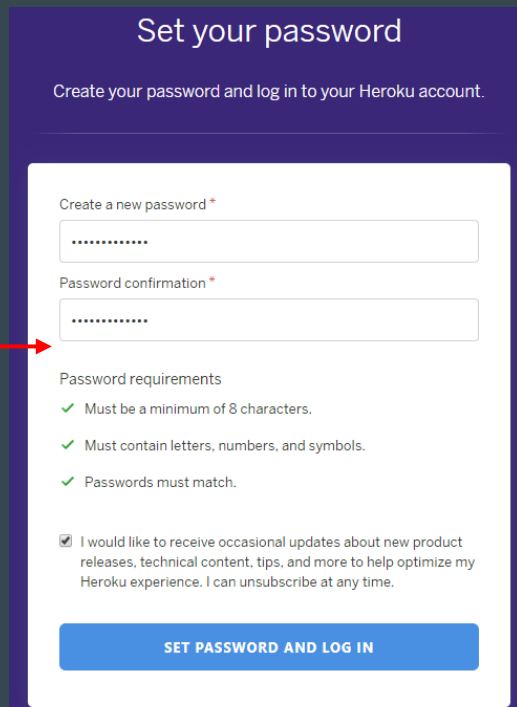 Set your password
Create your password and log in to your Heroku account.
Create a new password *
•••••••••••••
Password confirmation *
•••••••••••••
Password requirements
✓ Must be a minimum of 8 characters.
✓ Must contain letters, numbers, and symbols.
✓ Passwords must match.
I would like to receive occasional updates about new product
releases, technical content, tips, and more to help optimize my
Heroku experience. I can unsubscribe at any time.
SET PASSWORD AND LOG IN